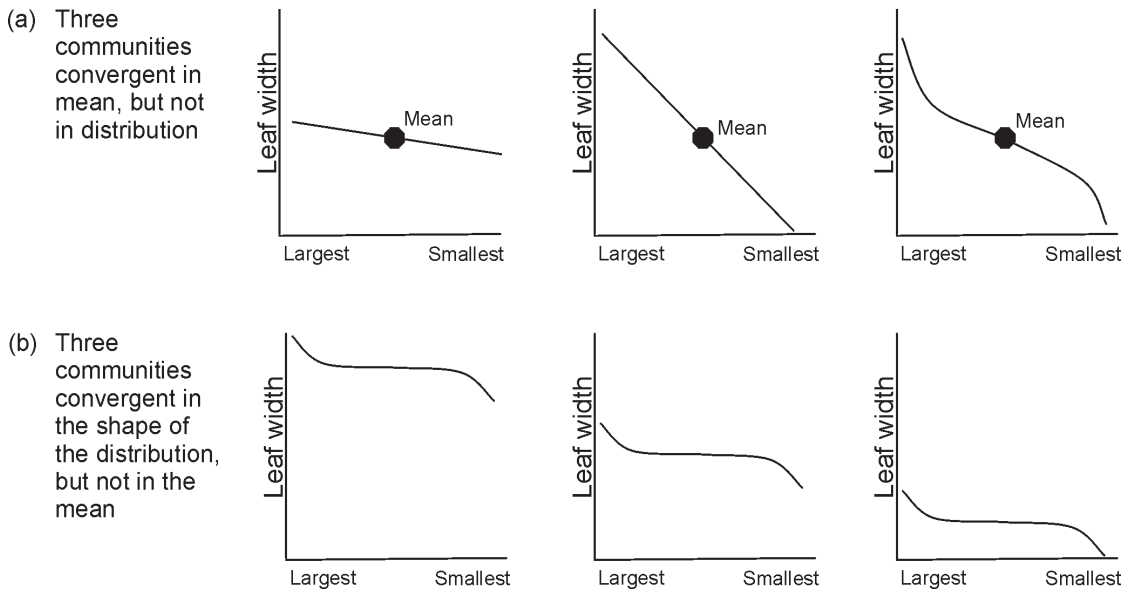 (a) Three
communities
convergent in
mean, but not
in distribution
Leaf width
Mean
Largest
Smallest
Leaf width
Mean
Largest
Smallest
Leaf width
Mean
Largest
Smallest
(b) Three
communities
convergent in
the shape of
the distribution,
but not in the
mean
Leaf width
Largest
Smallest
Leaf width
Largest
Smallest
Leaf width
Largest
Smallest